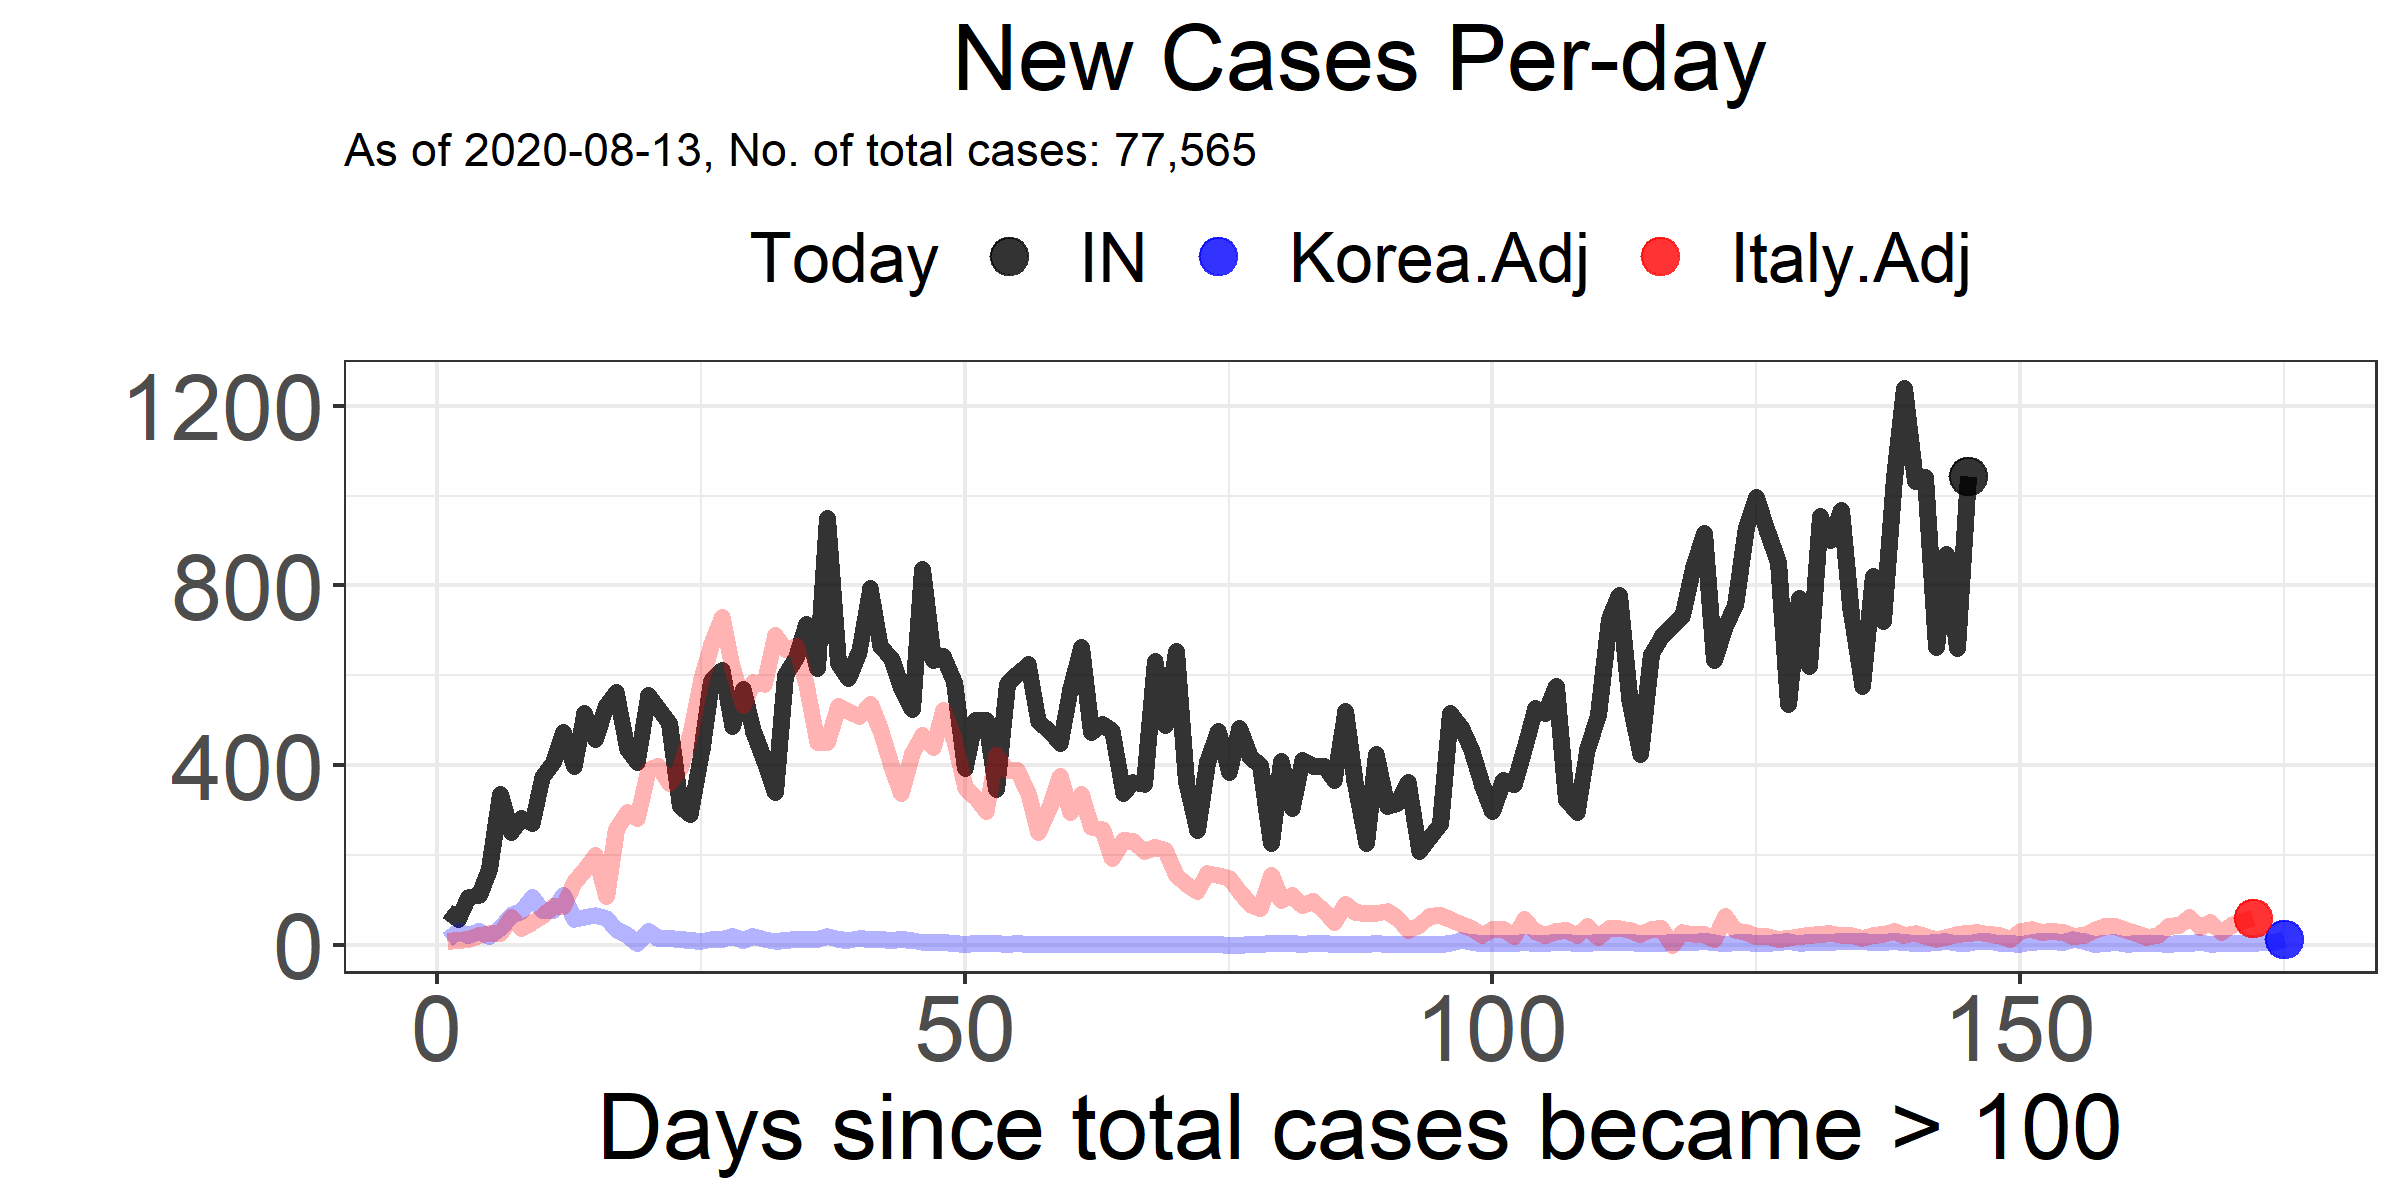 New Cases Per-day
As of 2020-08-13, No. of total cases: 77,565
Today IN Korea.Adj Italy.Adj
1200
800
400
0
0 50 100 150
Days since total cases became > 100